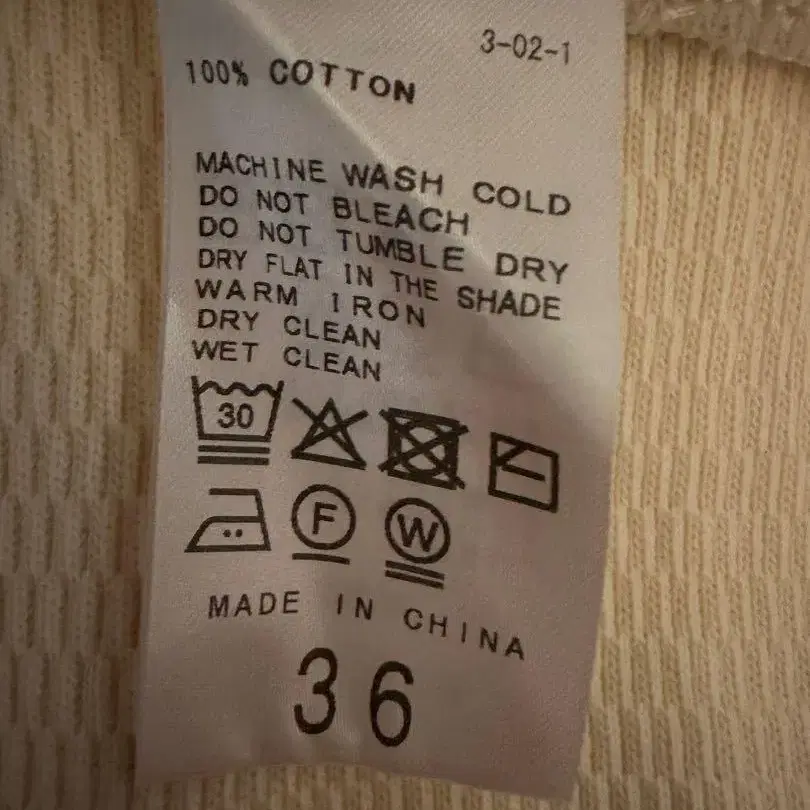 3-02-1
100% COTTON
MACHINE WASH COLD
DO NOT BLEACH
DO NOT TUMBLE DRY
DRY FLAT IN THE SHADE
WARM IRON
DRY CLEAN
WET CLEAN
30
F W
MADE IN CHINA
36